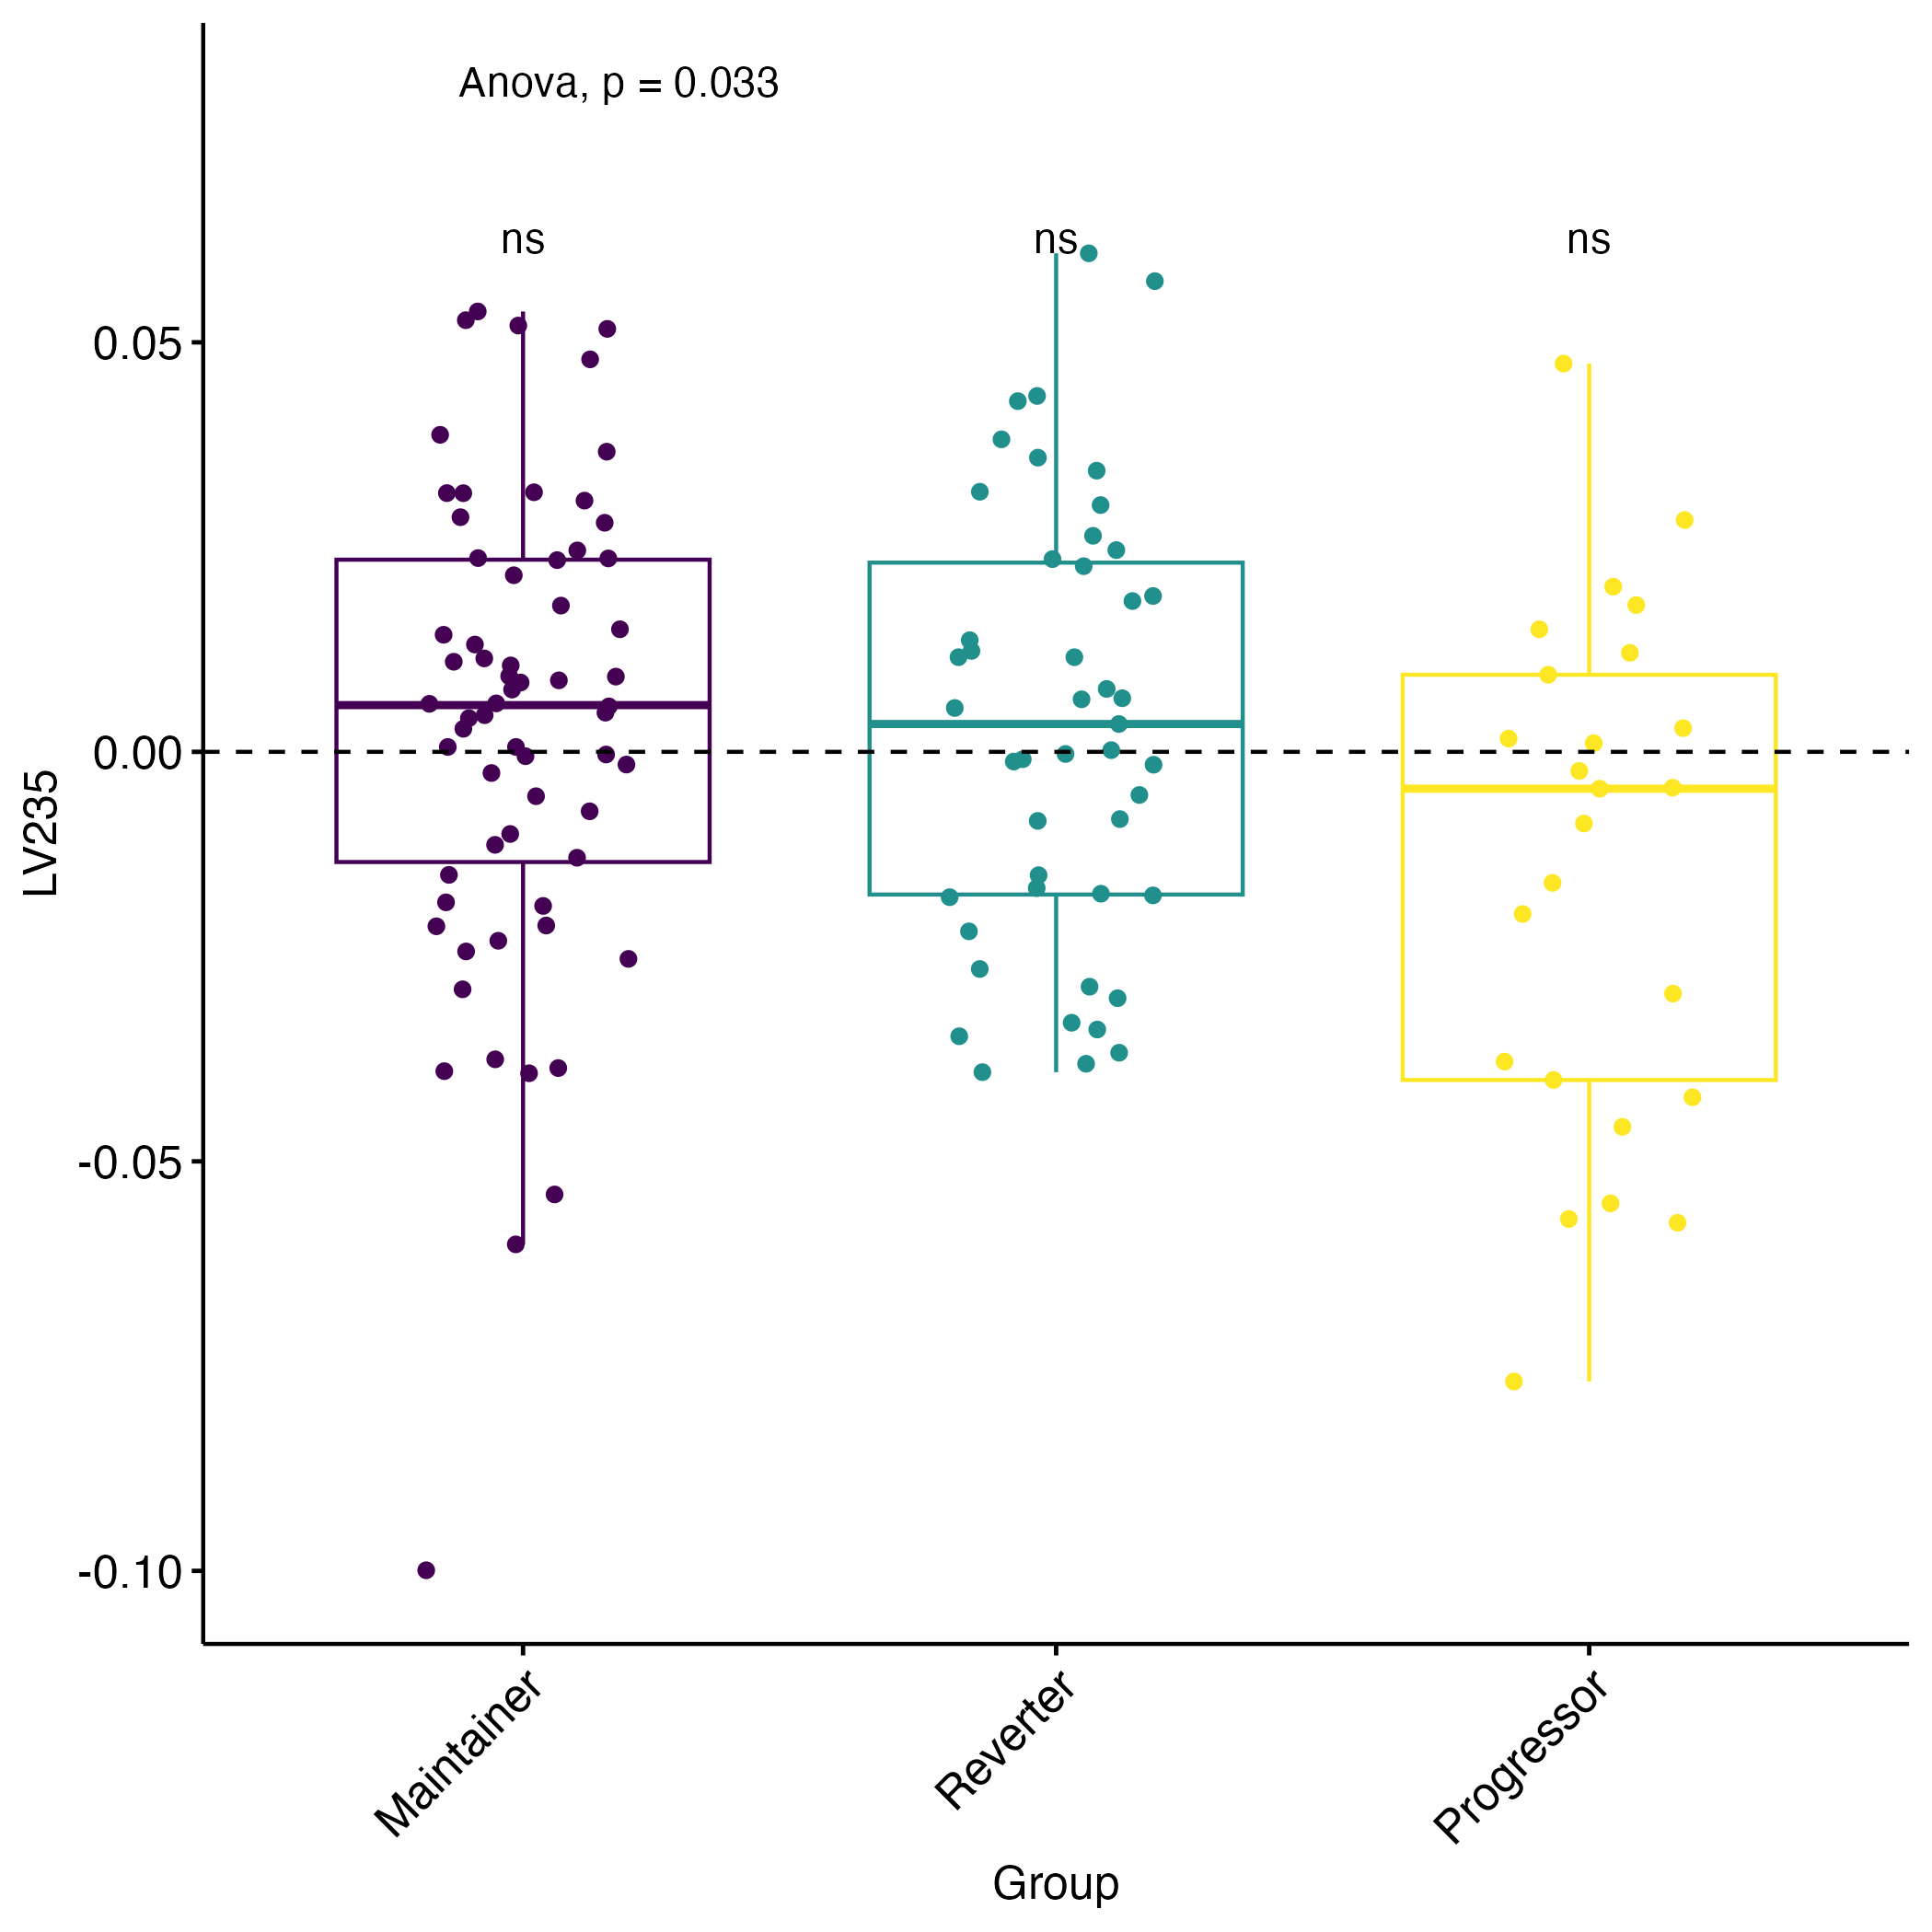 Anova, p = 0.033
ns
ns
ns
0.05
0.00
-0.05
-0.10
LV235
Maintainer
Reverter
Progressor
Group